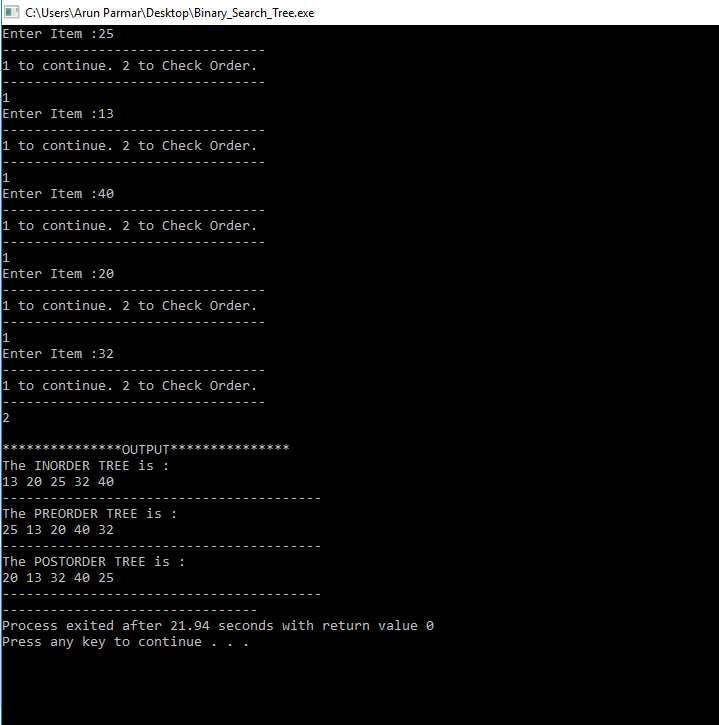 C:\Users\Arun Parmar\Desktop\Binary_Search_Tree.exe
Enter Item :25
---------------------------------
1 to continue. 2 to Check Order.
---------------------------------
1
Enter Item :13
---------------------------------
1 to continue. 2 to Check Order.
---------------------------------
1
Enter Item :40
---------------------------------
1 to continue. 2 to Check Order.
---------------------------------
1
Enter Item :20
---------------------------------
1 to continue. 2 to Check Order.
---------------------------------
1
Enter Item :32
---------------------------------
1 to continue. 2 to Check Order.
---------------------------------
2
***************OUTPUT***************
The INORDER TREE is :
13 20 25 32 40
----------------------------------------
The PREORDER TREE is :
25 13 20 40 32
----------------------------------------
The POSTORDER TREE is :
20 13 32 40 25
----------------------------------------
--------------------------------
Process exited after 21.94 seconds with return value 0
Press any key to continue . . .